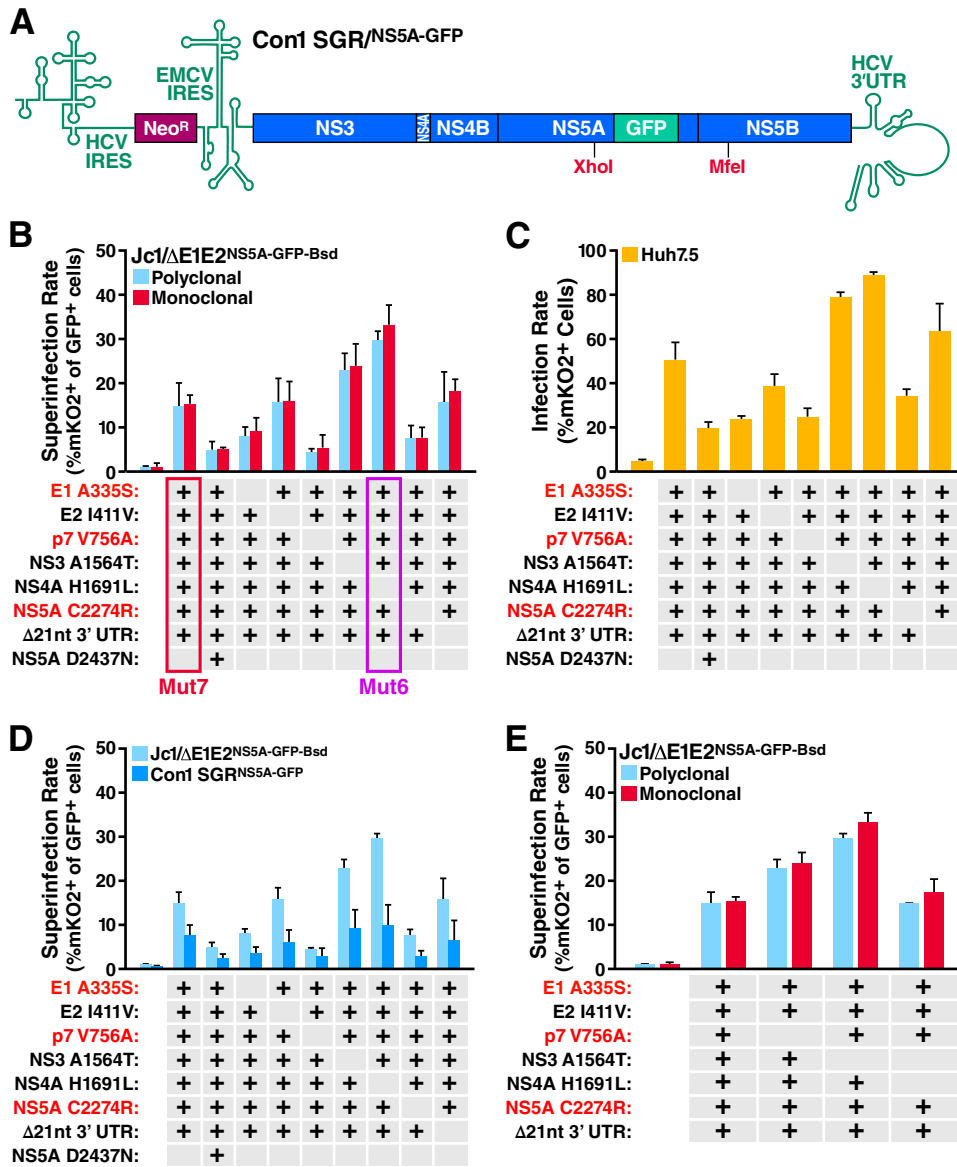 A
Con1 SGR/NS5A-GFP
EMCV
IRES
HCV
3'UTR
HCV
IRES
NeoR
NS3
NS4A
NS4B
NS5A
GFP
NS5B
XhoI
MfeI
B
Superinfection Rate
(%mKO2+ of GFP+ cells)
50
40
30
20
10
0
Jc1/ΔE1E2NS5A-GFP-Bsd
Polyclonal
Monoclonal
E1 A335S: + + + + + + + +
E2 I411V: + + + + + + + +
p7 V756A: + + + + + + + +
NS3 A1564T: + + + + + + + +
NS4A H1691L: + + + + + + + +
NS5A C2274R: + + + + + + + +
Δ21nt 3' UTR: + + + + + + + +
NS5A D2437N: +
Mut7
Mut6
C
Infection Rate
(%mKO2+ Cells)
100
80
60
40
20
0
Huh7.5
E1 A335S: + + + + + + + +
E2 I411V: + + + + + + + +
p7 V756A: + + + + + + + +
NS3 A1564T: + + + + + + + +
NS4A H1691L: + + + + + + + +
NS5A C2274R: + + + + + + + +
Δ21nt 3' UTR: + + + + + + + +
NS5A D2437N: +
D
Superinfection Rate
(%mKO2+ of GFP+ cells)
50
40
30
20
10
0
Jc1/ΔE1E2NS5A-GFP-Bsd
Con1 SGRNS5A-GFP
E1 A335S: + + + + + + + +
E2 I411V: + + + + + + + +
p7 V756A: + + + + + + + +
NS3 A1564T: + + + + + + + +
NS4A H1691L: + + + + + + + +
NS5A C2274R: + + + + + + + +
Δ21nt 3' UTR: + + + + + + + +
NS5A D2437N: +
E
Superinfection Rate
(%mKO2+ of GFP+ cells)
50
40
30
20
10
0
Jc1/ΔE1E2NS5A-GFP-Bsd
Polyclonal
Monoclonal
E1 A335S: + + + +
E2 I411V: + + + +
p7 V756A: + + +
NS3 A1564T: + +
NS4A H1691L: + + +
NS5A C2274R: + + + +
Δ21nt 3' UTR: + + + +